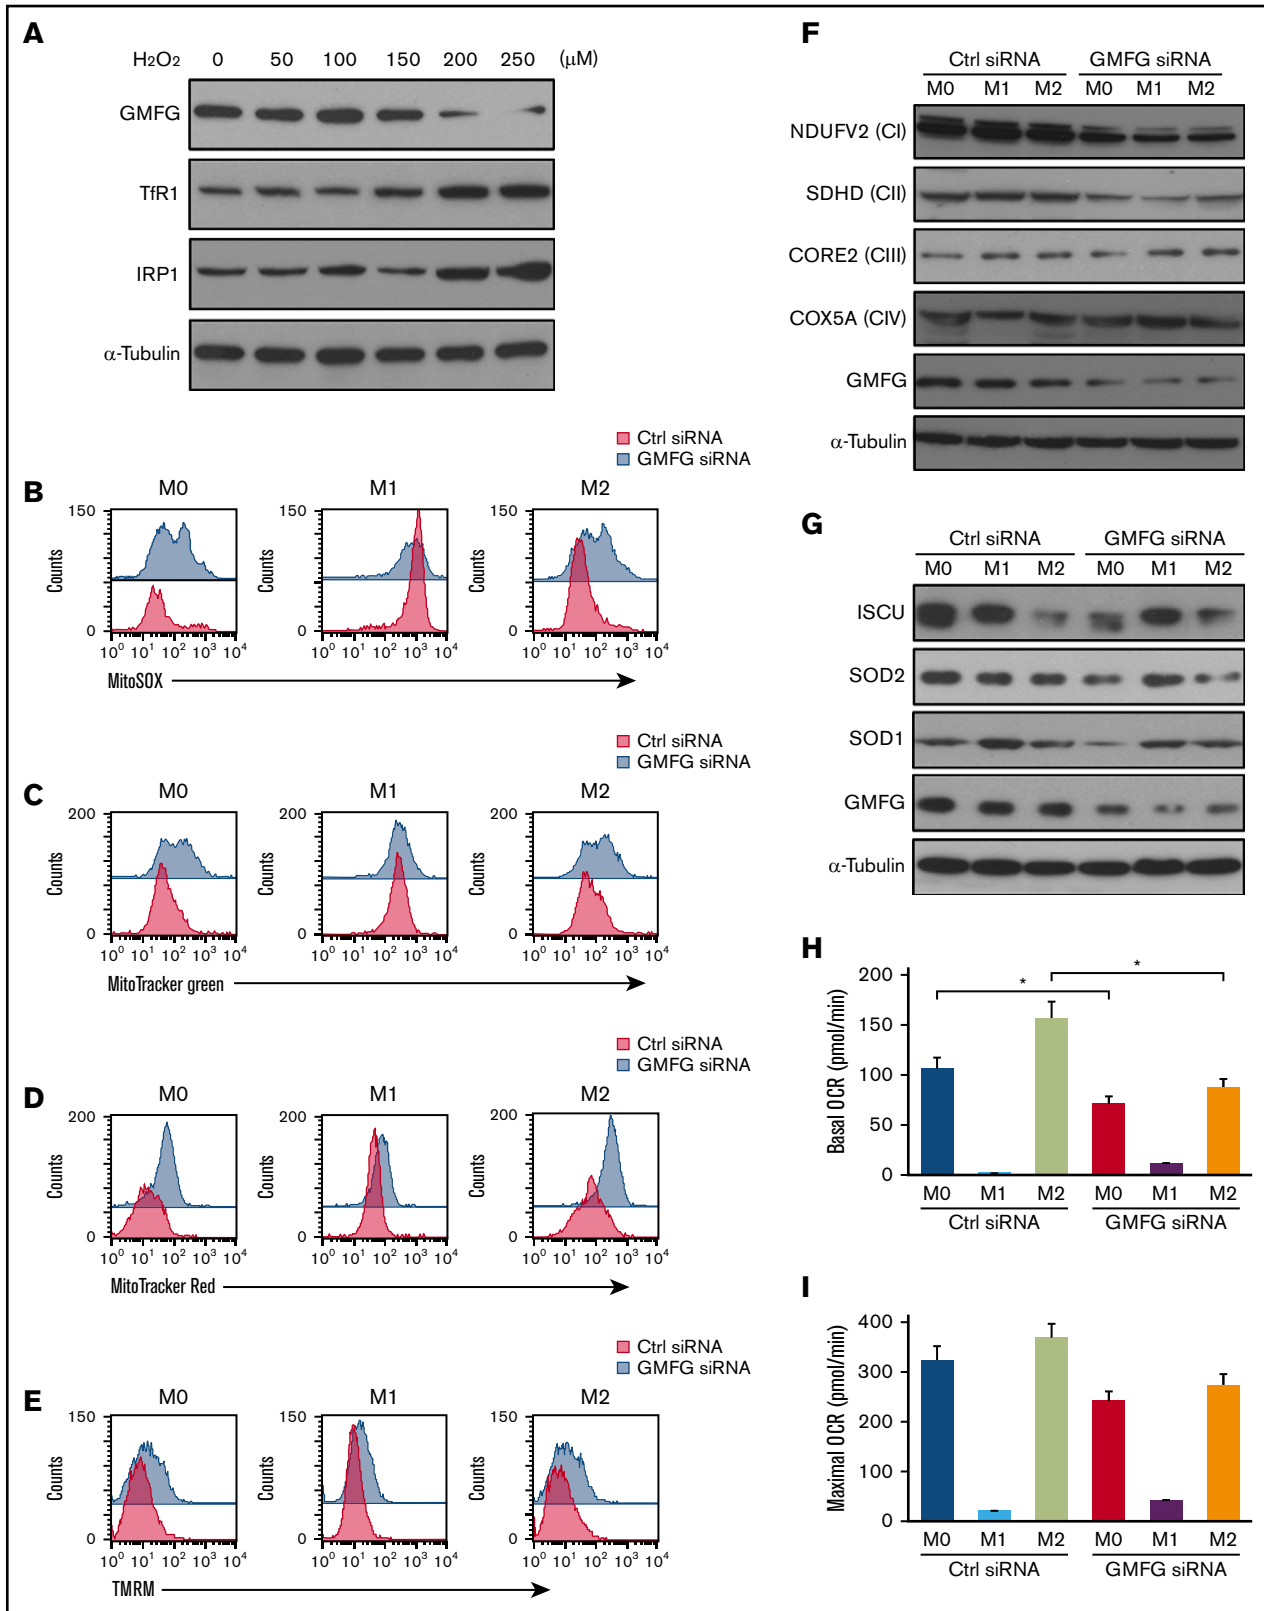 A
H2O2 0 50 100 150 200 250 (μM)
GMFG
TfR1
IRP1
α-Tubulin
Ctrl siRNA
GMFG siRNA
B
M0 M1 M2
150 150 150
Counts Counts Counts
0 0 0
10^0 10^1 10^2 10^3 10^4 10^0 10^1 10^2 10^3 10^4 10^0 10^1 10^2 10^3 10^4
MitoSOX
Ctrl siRNA
GMFG siRNA
C
M0 M1 M2
200 200 200
Counts Counts Counts
0 0 0
10^0 10^1 10^2 10^3 10^4 10^0 10^1 10^2 10^3 10^4 10^0 10^1 10^2 10^3 10^4
MitoTracker green
Ctrl siRNA
GMFG siRNA
D
M0 M1 M2
200 200 200
Counts Counts Counts
0 0 0
10^0 10^1 10^2 10^3 10^4 10^0 10^1 10^2 10^3 10^4 10^0 10^1 10^2 10^3 10^4
MitoTracker Red
Ctrl siRNA
GMFG siRNA
E
M0 M1 M2
150 150 150
Counts Counts Counts
0 0 0
10^0 10^1 10^2 10^3 10^4 10^0 10^1 10^2 10^3 10^4 10^0 10^1 10^2 10^3 10^4
TMRM
F
Ctrl siRNA GMFG siRNA
M0 M1 M2 M0 M1 M2
NDUFV2 (CI)
SDHD (CII)
CORE2 (CIII)
COX5A (CIV)
GMFG
α-Tubulin
G
Ctrl siRNA GMFG siRNA
M0 M1 M2 M0 M1 M2
ISCU
SOD2
SOD1
GMFG
α-Tubulin
H
Basal OCR (pmol/min)
200
150
100
50
0
* *
M0 M1 M2 M0 M1 M2
Ctrl siRNA GMFG siRNA
I
Maximal OCR (pmol/min)
400
300
200
100
0
M0 M1 M2 M0 M1 M2
Ctrl siRNA GMFG siRNA